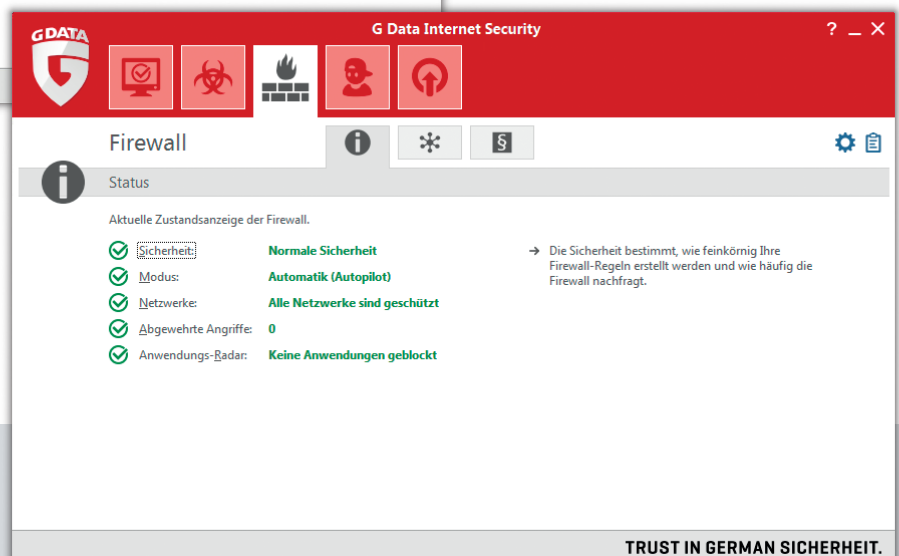 G Data Internet Security
GDATA
Firewall
§
Status
Aktuelle Zustandsanzeige der Firewall.
Sicherheit: Normale Sicherheit
Modus: Automatik (Autopilot)
Netzwerke: Alle Netzwerke sind geschützt
Abgewehrte Angriffe: 0
Anwendungs-Radar: Keine Anwendungen geblockt
→ Die Sicherheit bestimmt, wie feinkörnig Ihre
Firewall-Regeln erstellt werden und wie häufig die
Firewall nachfragt.
TRUST IN GERMAN SICHERHEIT.